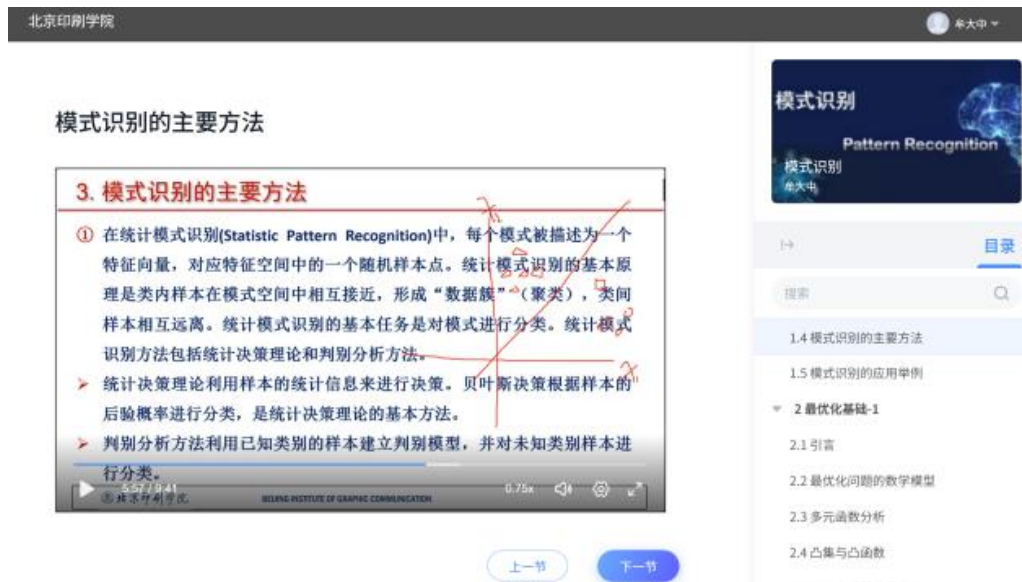 北京印刷学院
牟大中
模式识别的主要方法
3. 模式识别的主要方法
① 在统计模式识别(Statistic Pattern Recognition)中，每个模式被描述为一个
特征向量，对应特征空间中的一个随机样本点。统计模式识别的基本原
理是类内样本在模式空间中相互接近，形成“数据簇”（聚类），类间
样本相互远离。统计模式识别的基本任务是对模式进行分类。统计模式
识别方法包括统计决策理论和判别分析方法。
➢ 统计决策理论利用样本的统计信息来进行决策。贝叶斯决策根据样本的
后验概率进行分类，是统计决策理论的基本方法。
➢ 判别分析方法利用已知类别的样本建立判别模型，并对未知类别样本进
行分类。
5:57 / 9:41
0.75x
北京印刷学院
BEIJING INSTITUTE OF GRAPHIC COMMUNICATION
上一节
下一节
模式识别
Pattern Recognition
模式识别
牟大中
目录
搜索
1.4 模式识别的主要方法
1.5 模式识别的应用举例
2 最优化基础-1
2.1 引言
2.2 最优化问题的数学模型
2.3 多元函数分析
2.4 凸集与凸函数